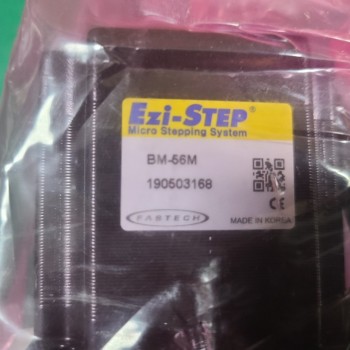 Ezi-STEP®
Micro Stepping System
BM-56M
190503168
FASTECH
MADE IN KOREA
CE